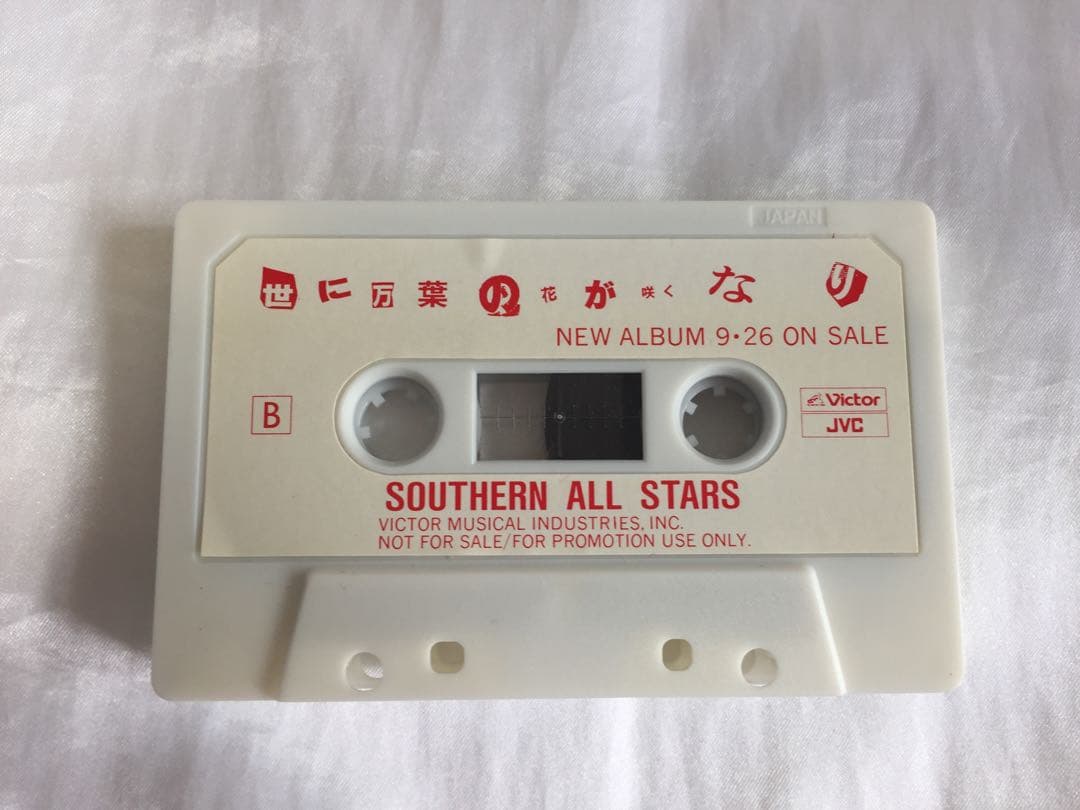 JAPAN
世に万葉の花が咲くなり
NEW ALBUM 9・26 ON SALE
B
Victor
JVC
SOUTHERN ALL STARS
VICTOR MUSICAL INDUSTRIES, INC.
NOT FOR SALE/FOR PROMOTION USE ONLY.